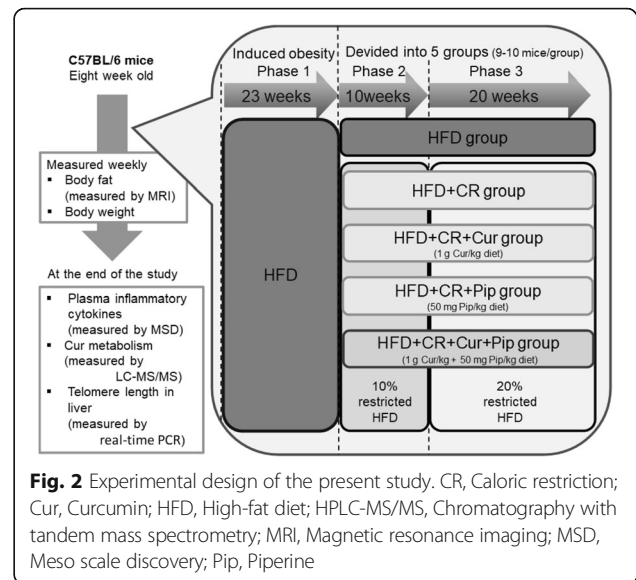 C57BL/6 mice
Eight week old
Measured weekly
▪ Body fat
(measured by MRI)
▪ Body weight
At the end of the study
▪ Plasma inflammatory
cytokines
(measured by MSD)
▪ Cur metabolism
(measured by
LC-MS/MS)
▪ Telomere length in
liver
(measured by
real-time PCR)
Induced obesity
Phase 1
23 weeks
Devided into 5 groups (9-10 mice/group)
Phase 2
Phase 3
10weeks
20 weeks
HFD
HFD group
HFD+CR group
HFD+CR+Cur group
(1 g Cur/kg diet)
HFD+CR+Pip group
(50 mg Pip/kg diet)
HFD+CR+Cur+Pip group
(1 g Cur/kg + 50 mg Pip/kg diet)
10%
restricted
HFD
20%
restricted
HFD
Fig. 2 Experimental design of the present study. CR, Caloric restriction;
Cur, Curcumin; HFD, High-fat diet; HPLC-MS/MS, Chromatography with
tandem mass spectrometry; MRI, Magnetic resonance imaging; MSD,
Meso scale discovery; Pip, Piperine